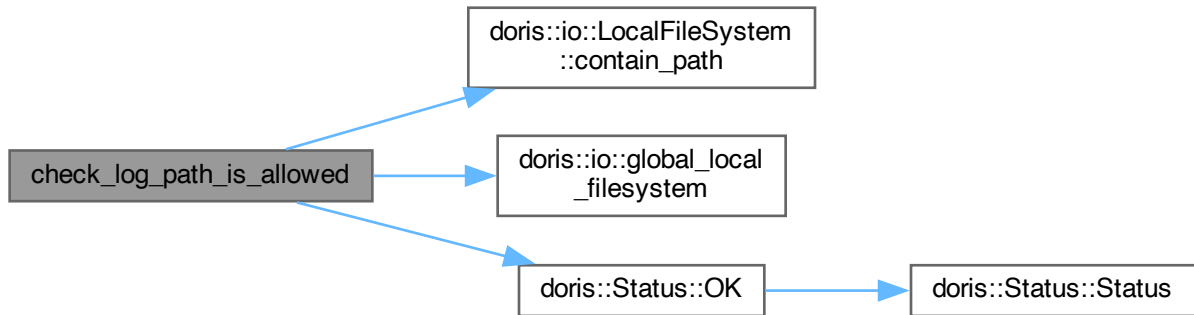 doris::io::LocalFileSystem
::contain_path
check_log_path_is_allowed
doris::io::global_local
_filesystem
doris::Status::OK
doris::Status::Status